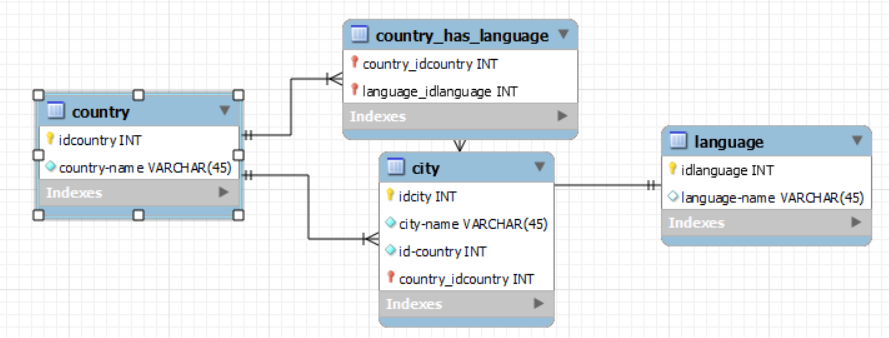 country_has_language
country_idcountry INT
language_idlanguage INT
Indexes
country
idcountry INT
country-name VARCHAR(45)
Indexes
city
idcity INT
city-name VARCHAR(45)
id-country INT
country_idcountry INT
Indexes
language
idlanguage INT
language-name VARCHAR(45)
Indexes